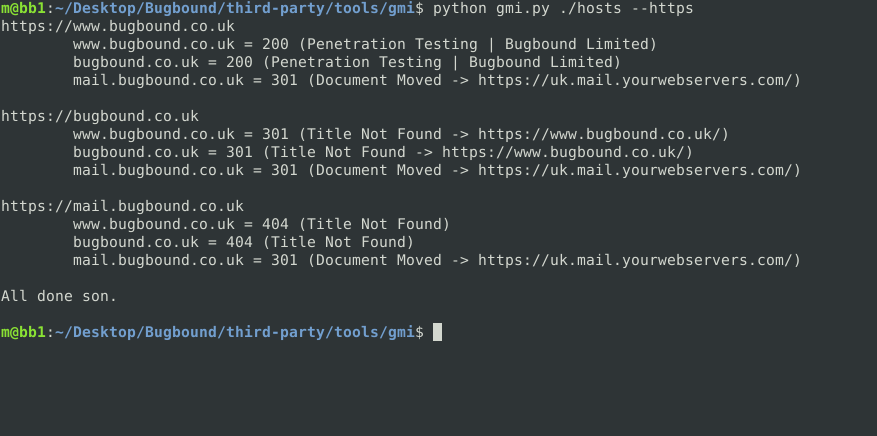 m@bb1:~/Desktop/Bugbound/third-party/tools/gmi$ python gmi.py ./hosts --https
https://www.bugbound.co.uk
        www.bugbound.co.uk = 200 (Penetration Testing | Bugbound Limited)
        bugbound.co.uk = 200 (Penetration Testing | Bugbound Limited)
        mail.bugbound.co.uk = 301 (Document Moved -> https://uk.mail.yourwebservers.com/)

https://bugbound.co.uk
        www.bugbound.co.uk = 301 (Title Not Found -> https://www.bugbound.co.uk/)
        bugbound.co.uk = 301 (Title Not Found -> https://www.bugbound.co.uk/)
        mail.bugbound.co.uk = 301 (Document Moved -> https://uk.mail.yourwebservers.com/)

https://mail.bugbound.co.uk
        www.bugbound.co.uk = 404 (Title Not Found)
        bugbound.co.uk = 404 (Title Not Found)
        mail.bugbound.co.uk = 301 (Document Moved -> https://uk.mail.yourwebservers.com/)

All done son.

m@bb1:~/Desktop/Bugbound/third-party/tools/gmi$